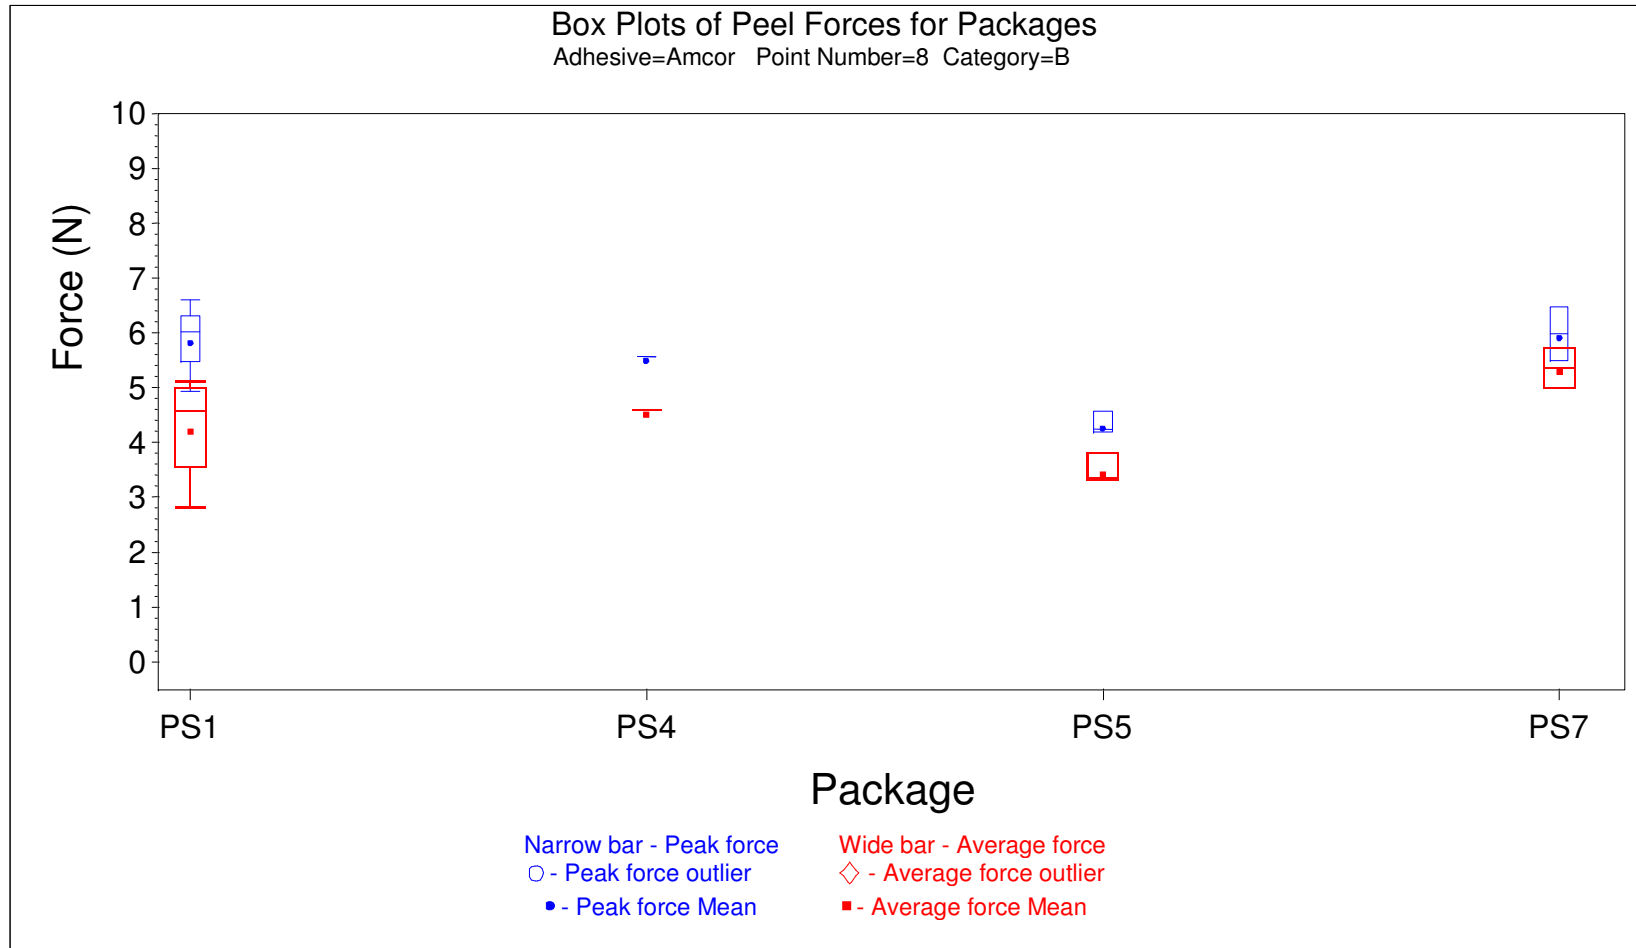 Box Plots of Peel Forces for Packages
Adhesive=Amcor Point Number=8 Category=B
Force (N)
10
9
8
7
6
5
4
3
2
1
0
PS1 PS4 PS5 PS7
Package
Narrow bar - Peak force Wide bar - Average force
- Peak force outlier - Average force outlier
- Peak force Mean - Average force Mean